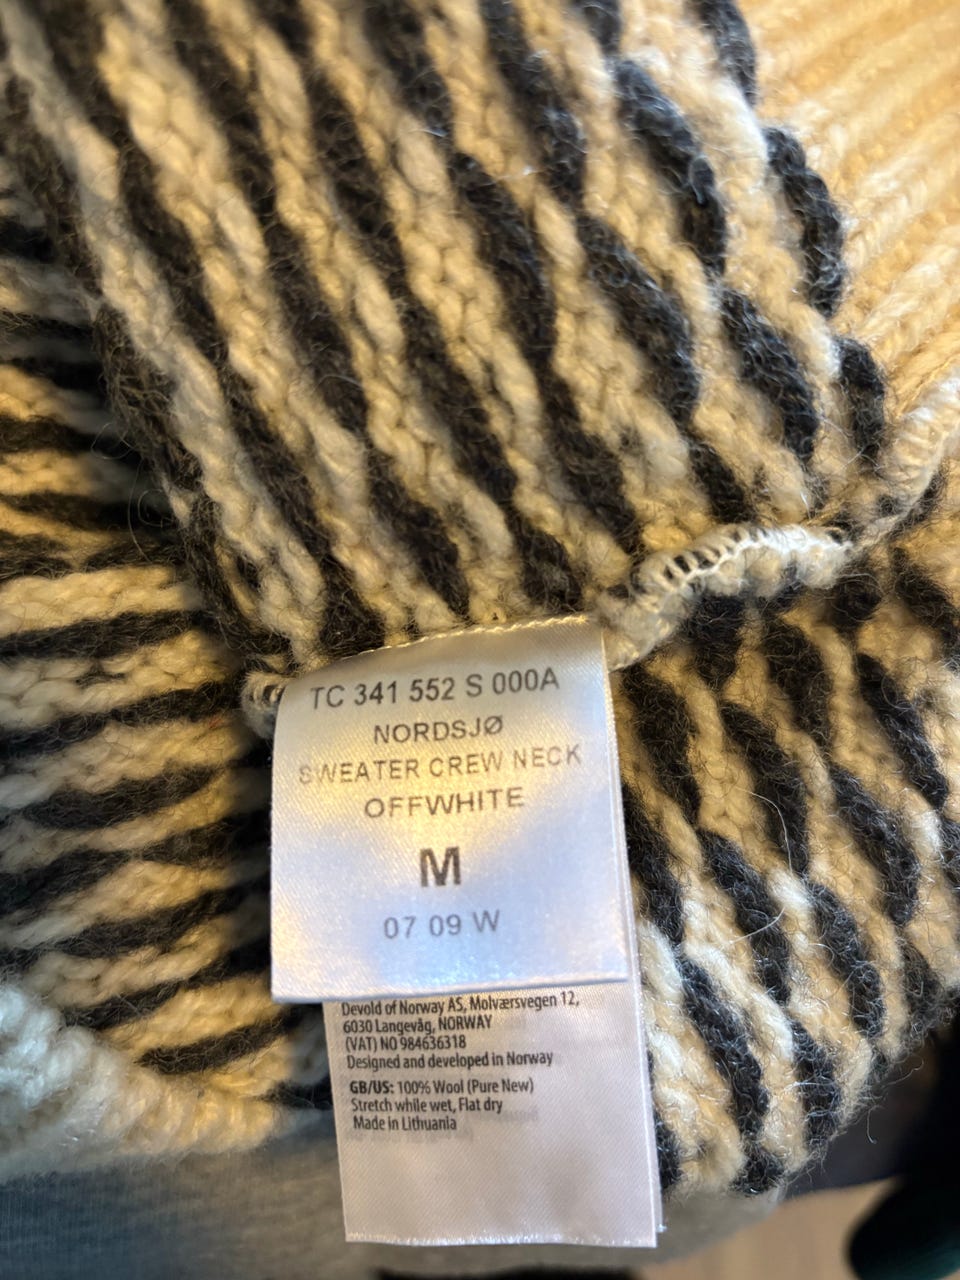 TC 341 552 S 000A
NORDSJØ
SWEATER CREW NECK
OFFWHITE
M
07 09 W
Devold of Norway AS, Molværsvegen 12,
6030 Langevåg, NORWAY
(VAT) NO 984636318
Designed and developed in Norway
GB/US: 100% Wool (Pure New)
Stretch while wet, Flat dry
Made in Lithuania